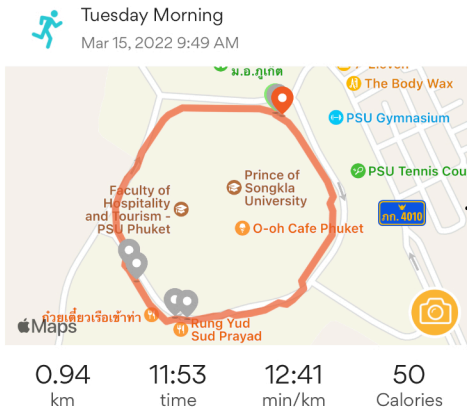 Tuesday Morning
Mar 15, 2022 9:49 AM
ม.อ.ภูเก็ต
The Body Wax
PSU Gymnasium
Prince of
Songkla
University
PSU Tennis Cou
Faculty of
Hospitality
and Tourism -
PSU Phuket
ภก. 4010
O-oh Cafe Phuket
ก๋วยเตี๋ยวเรือเข้าท่า
Rung Yud
Sud Prayad
Maps
0.94
km
11:53
time
12:41
min/km
50
Calories